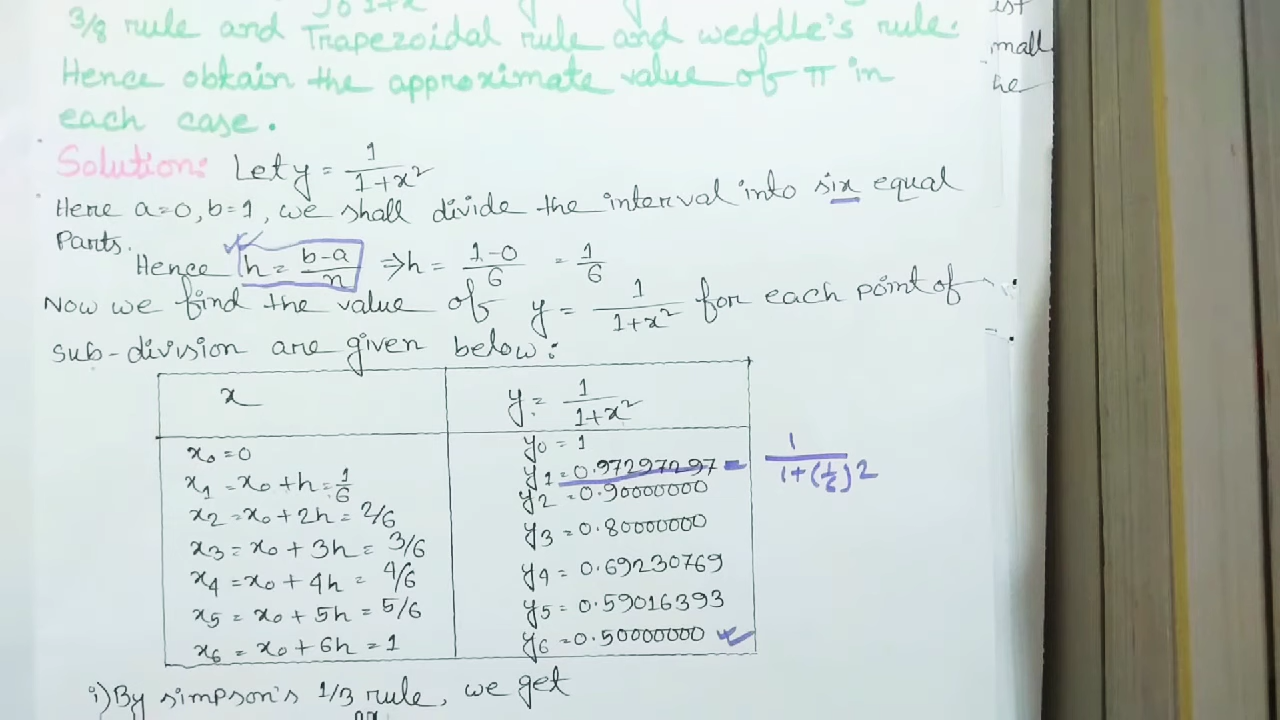 3/8 rule and Trapezoidal rule and weddle's rule.
Hence obtain the approximate value of π in
each case.
Solution: Let y = 1/(1+x²)
Here a=0, b=1, we shall divide the interval into six equal
Parts.
Hence h = (b-a)/n ⇒ h = (1-0)/6 = 1/6
Now we find the value of y = 1/(1+x²) for each point of
sub-division are given below:
x y = 1/(1+x²)
x₀ = 0 y₀ = 1
x₁ = x₀ + h = 1/6 y₁ = 0.97297297 = 1/(1+(1/6)2)
x₂ = x₀ + 2h = 2/6 y₂ = 0.90000000
x₃ = x₀ + 3h = 3/6 y₃ = 0.80000000
x₄ = x₀ + 4h = 4/6 y₄ = 0.69230769
x₅ = x₀ + 5h = 5/6 y₅ = 0.59016393
x₆ = x₀ + 6h = 1 y₆ = 0.50000000
i) By simpson's 1/3 rule, we get
mall
he